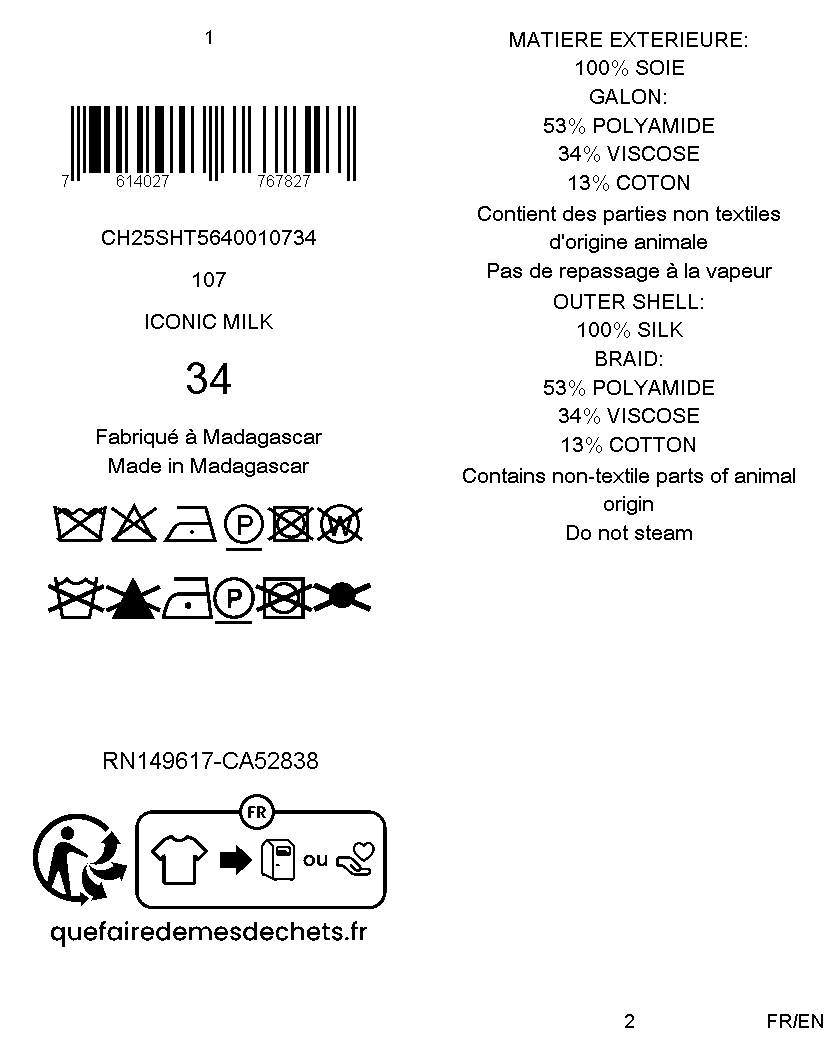 1
7 614027 767827
CH25SHT5640010734
107
ICONIC MILK
34
Fabriqué à Madagascar
Made in Madagascar
P W
P
RN149617-CA52838
FR
ou
quefairedemesdechets.fr
MATIERE EXTERIEURE:
100% SOIE
GALON:
53% POLYAMIDE
34% VISCOSE
13% COTON
Contient des parties non textiles
d'origine animale
Pas de repassage à la vapeur
OUTER SHELL:
100% SILK
BRAID:
53% POLYAMIDE
34% VISCOSE
13% COTTON
Contains non-textile parts of animal
origin
Do not steam
2
FR/EN